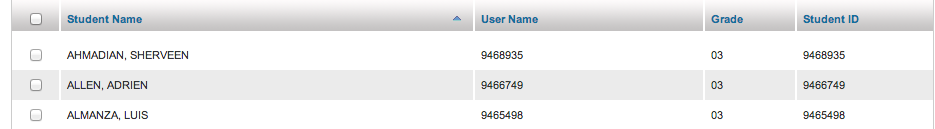 Student Name User Name Grade Student ID
AHMADIAN, SHERVEEN 9468935 03 9468935
ALLEN, ADRIEN 9466749 03 9466749
ALMANZA, LUIS 9465498 03 9465498